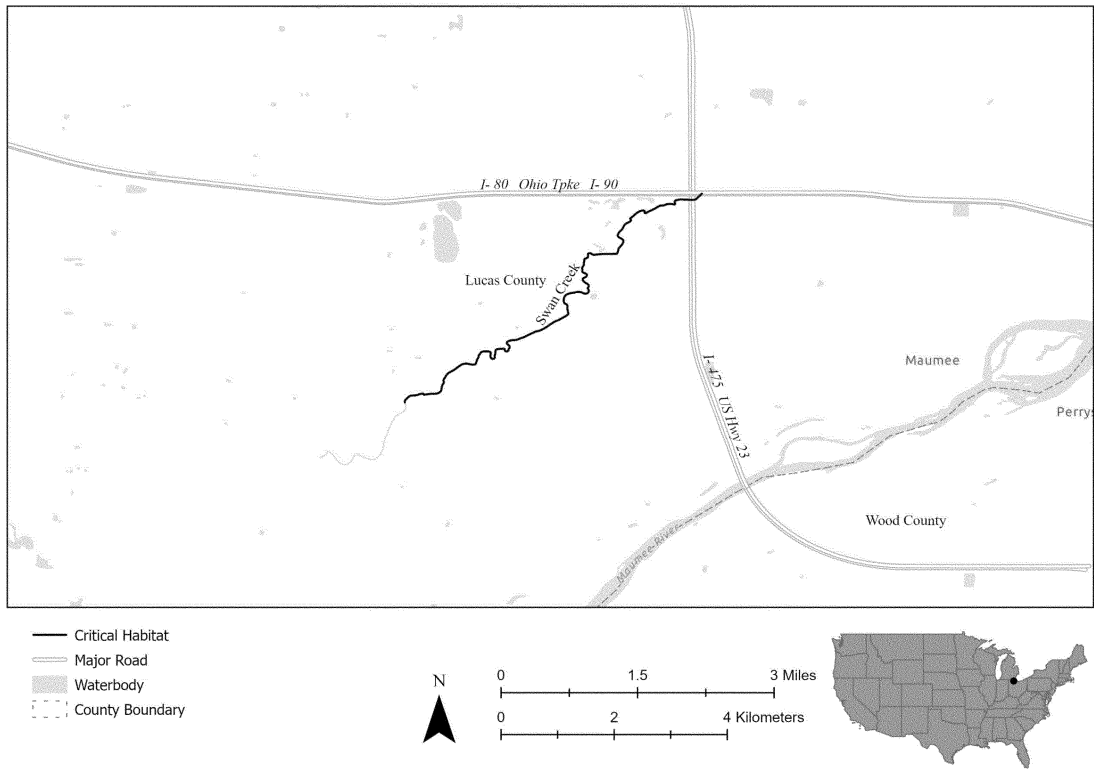 I- 80 Ohio Tpke I- 90
Lucas County
Swan Creek
Maumee
I- 475 US Hwy 23
Perrys
Wood County
Maumee River
Critical Habitat
Major Road
Waterbody
County Boundary
N
0 1.5 3 Miles
0 2 4 Kilometers